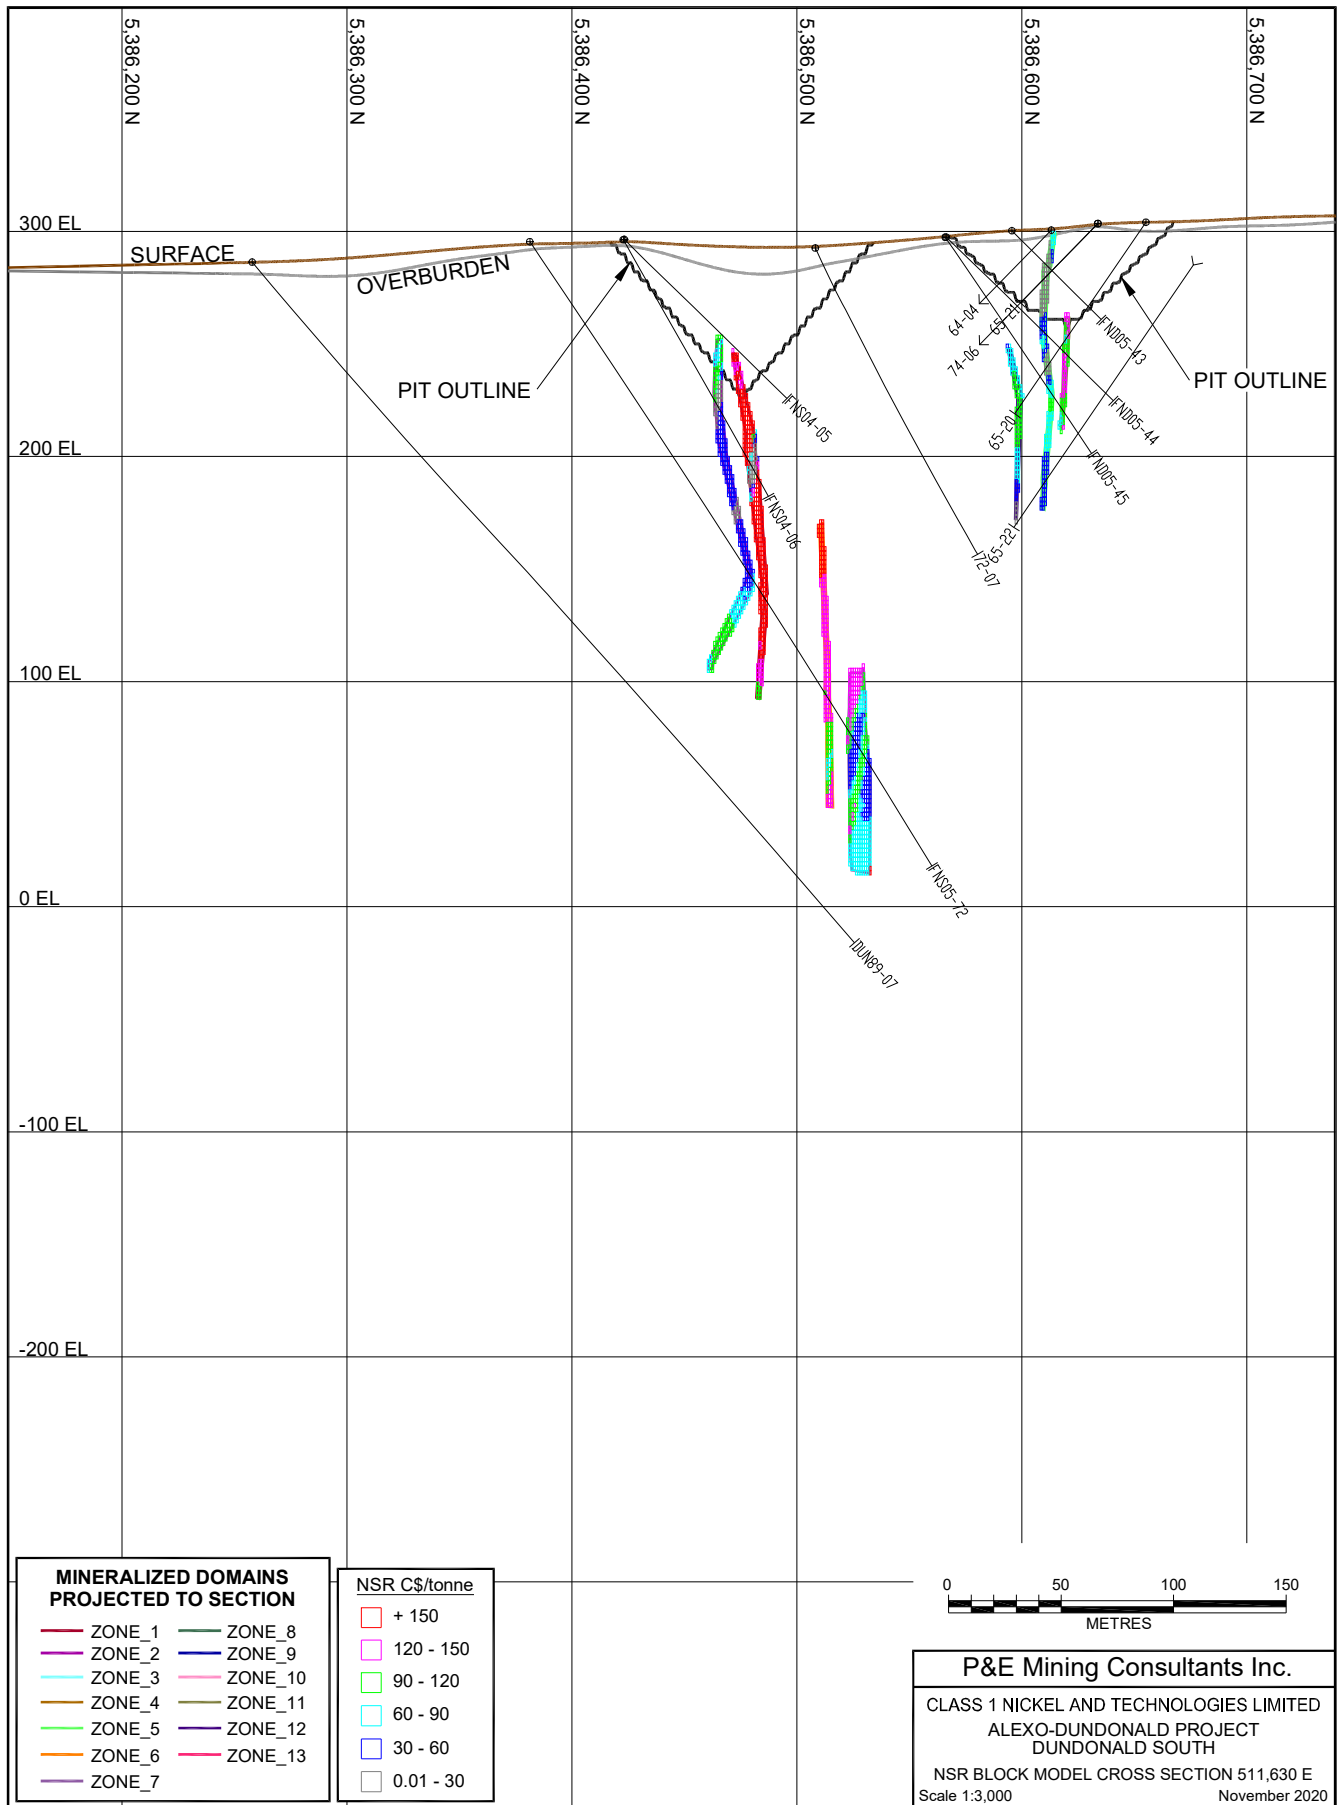 5,386,200 N
5,386,300 N
5,386,400 N
5,386,500 N
5,386,600 N
5,386,700 N
300 EL
SURFACE
OVERBURDEN
64-04
65-21
FND05-43
74-06
PIT OUTLINE
PIT OUTLINE
FNS04-05
65-20
FND05-44
200 EL
FND05-45
FNS04-06
65-22
72-07
100 EL
0 EL
FNS05-72
DUN89-07
-100 EL
-200 EL
MINERALIZED DOMAINS
PROJECTED TO SECTION
ZONE_1 ZONE_8
ZONE_2 ZONE_9
ZONE_3 ZONE_10
ZONE_4 ZONE_11
ZONE_5 ZONE_12
ZONE_6 ZONE_13
ZONE_7
NSR C$/tonne
+ 150
120 - 150
90 - 120
60 - 90
30 - 60
0.01 - 30
0 50 100 150
METRES
P&E Mining Consultants Inc.
CLASS 1 NICKEL AND TECHNOLOGIES LIMITED
ALEXO-DUNDONALD PROJECT
DUNDONALD SOUTH
NSR BLOCK MODEL CROSS SECTION 511,630 E
Scale 1:3,000 November 2020